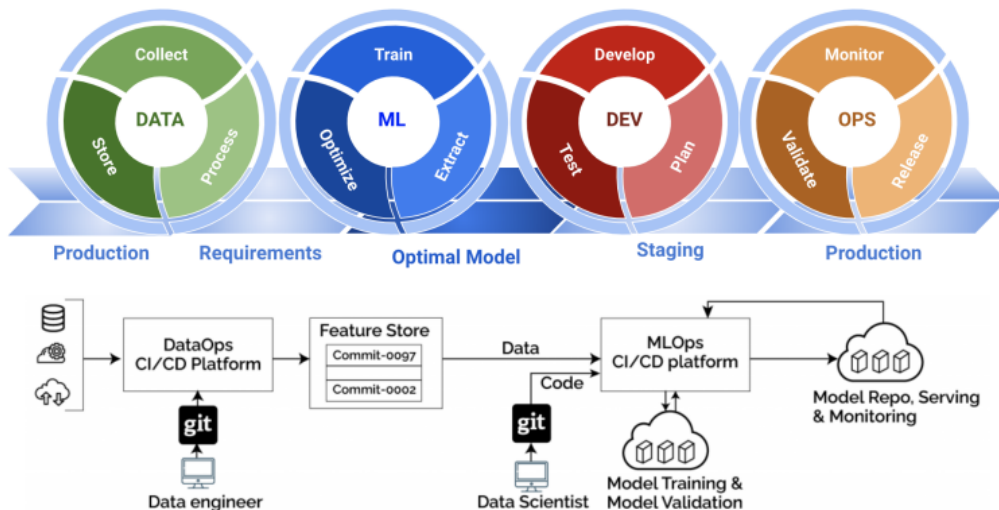 Collect
DATA
Store
Process
Train
ML
Optimize
Extract
Develop
DEV
Test
Plan
Monitor
OPS
Validate
Release
Production
Requirements
Optimal Model
Staging
Production
DataOps
CI/CD Platform
Feature Store
Commit-0097
Commit-0002
Data
Code
MLOps
CI/CD platform
git
Data engineer
git
Data Scientist
Model Training &
Model Validation
Model Repo, Serving
& Monitoring